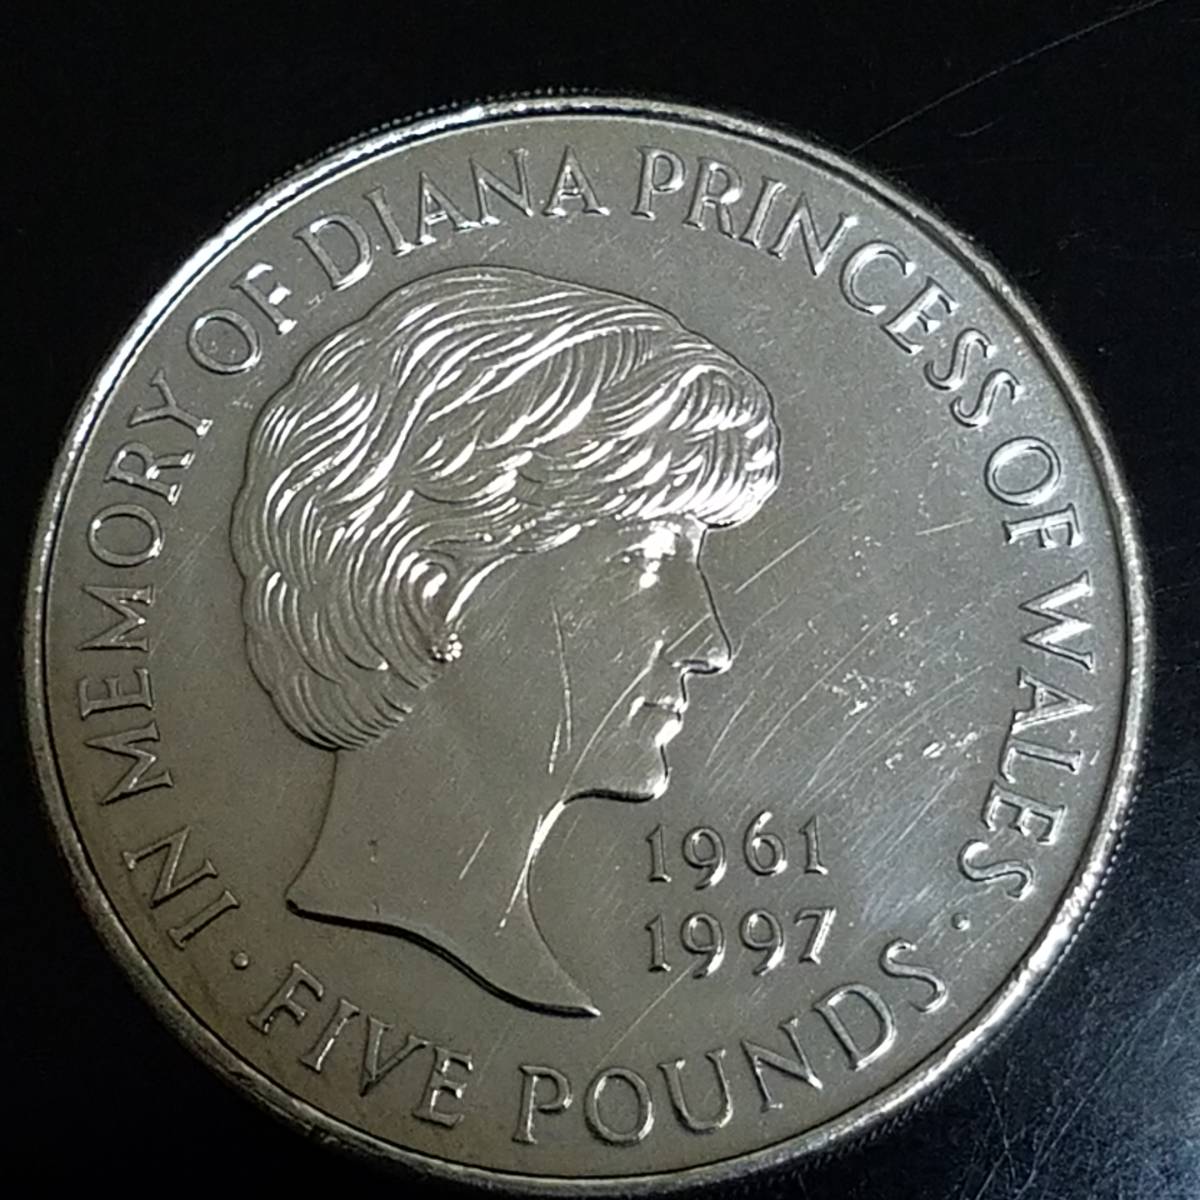 IN MEMORY OF DIANA PRINCESS OF WALES
1961
1997
· FIVE POUNDS ·